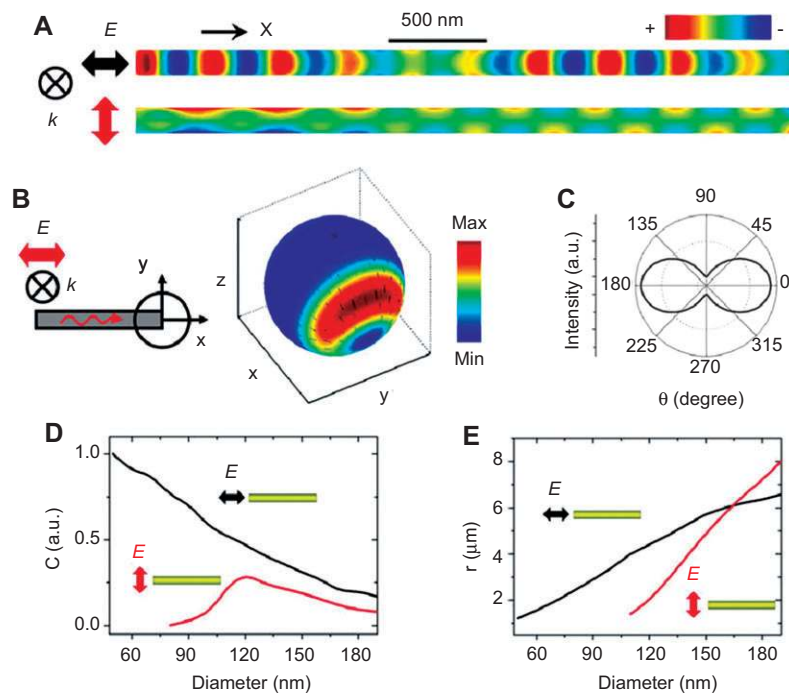 A
E
X
500 nm
+
-
k
B
E
k
y
x
z
x
y
Max
Min
C
Intensity (a.u.)
90
135
45
180
0
225
315
270
θ (degree)
D
C (a.u.)
1.0
0.5
0.0
E
E
60
90
120
150
180
Diameter (nm)
E
r (μm)
8
6
4
2
E
E
60
90
120
150
180
Diameter (nm)